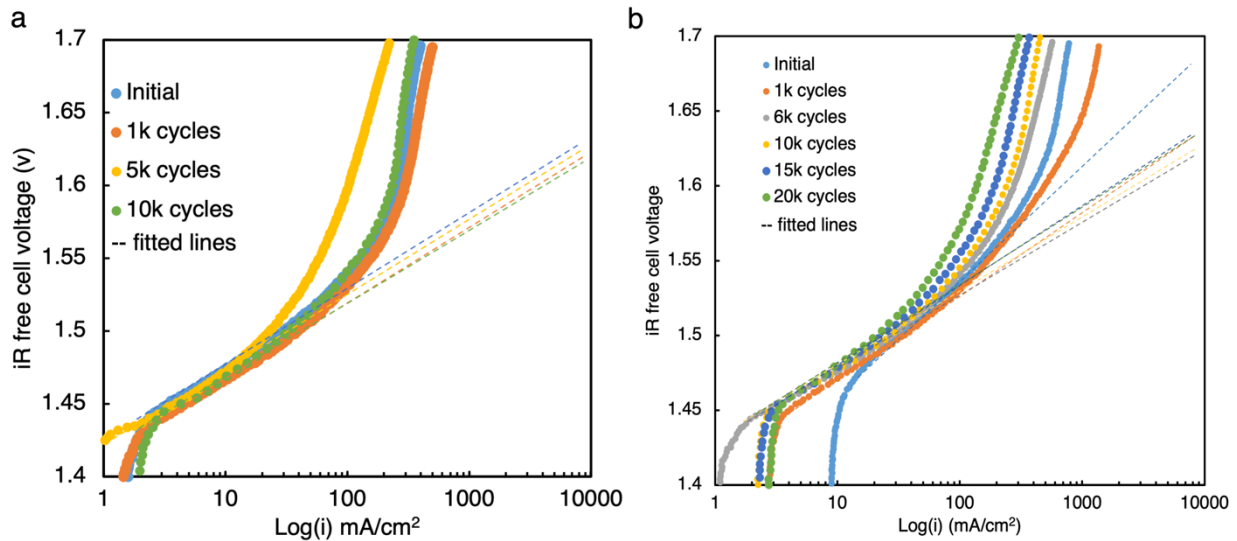 a
iR free cell voltage (v)
1.7
1.65
1.6
1.55
1.5
1.45
1.4
Initial
1k cycles
5k cycles
10k cycles
-- fitted lines
1 10 100 1000 10000
Log(i) mA/cm²
b
iR free cell voltage
1.7
1.65
1.6
1.55
1.5
1.45
1.4
Initial
1k cycles
6k cycles
10k cycles
15k cycles
20k cycles
-- fitted lines
1 10 100 1000 10000
Log(i) (mA/cm²)